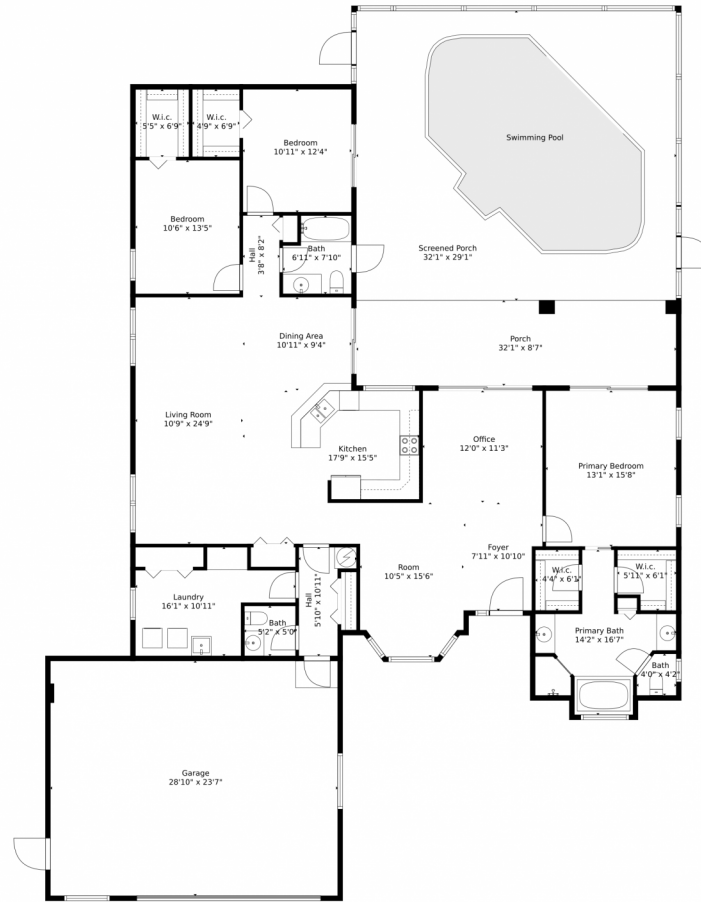 W.i.c.
5'5" x 6'9"
W.i.c.
4'9" x 6'9"
Bedroom
10'11" x 12'4"
Swimming Pool
Bedroom
10'6" x 13'5"
Hall
3'8" x 8'2"
Bath
6'11" x 7'10"
Screened Porch
32'1" x 29'1"
Dining Area
10'11" x 9'4"
Porch
32'1" x 8'7"
Living Room
10'9" x 24'9"
Kitchen
17'9" x 15'5"
Office
12'0" x 11'3"
Primary Bedroom
13'1" x 15'8"
Foyer
7'11" x 10'10"
Room
10'5" x 15'6"
W.i.c.
4'4" x 6'1"
W.i.c.
5'11" x 6'1"
Laundry
16'1" x 10'11"
Hall
5'10" x 10'11"
Bath
5'2" x 5'0"
Primary Bath
14'2" x 16'7"
Bath
4'0" x 4'2"
Garage
28'10" x 23'7"